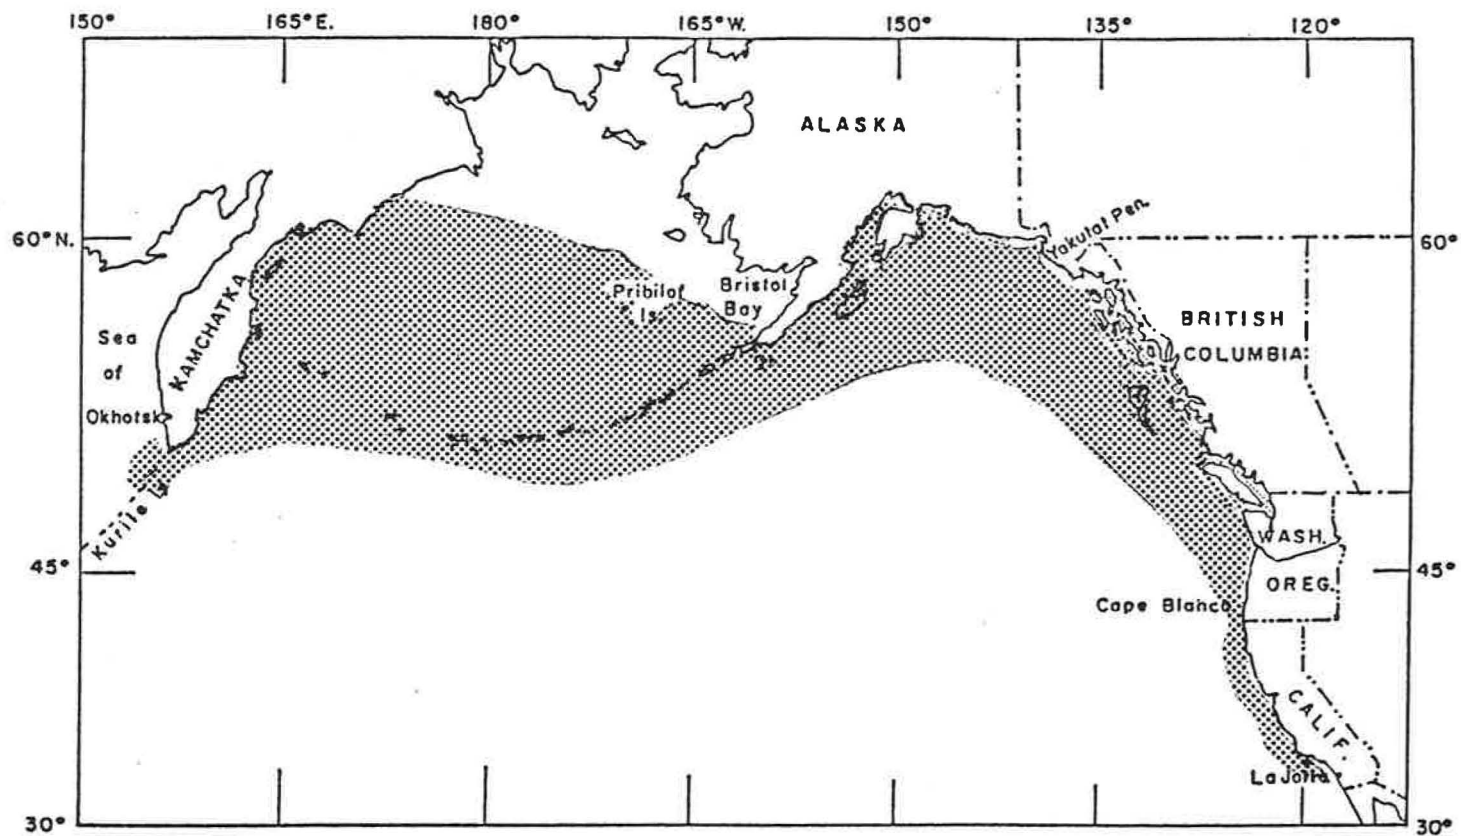 150° 165°E. 180° 165°W. 150° 135° 120°
ALASKA
Yakutat Pen.
60°N. 60°
Bristol
Bay
Pribilof
Is.
KAMCHATKA
BRITISH
COLUMBIA
Sea
of
Okhotsk
Kurile Is.
WASH.
45° 45°
OREG.
Cape Blanco
CALIF.
La Jolla
30° 30°